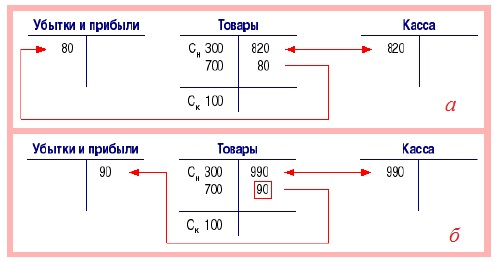 Убытки и прибыли Товары Касса
80 Сн 300 820 820
700 80
Ск 100
а
Убытки и прибыли Товары Касса
90 Сн 300 990 990
700 90
Ск 100
б